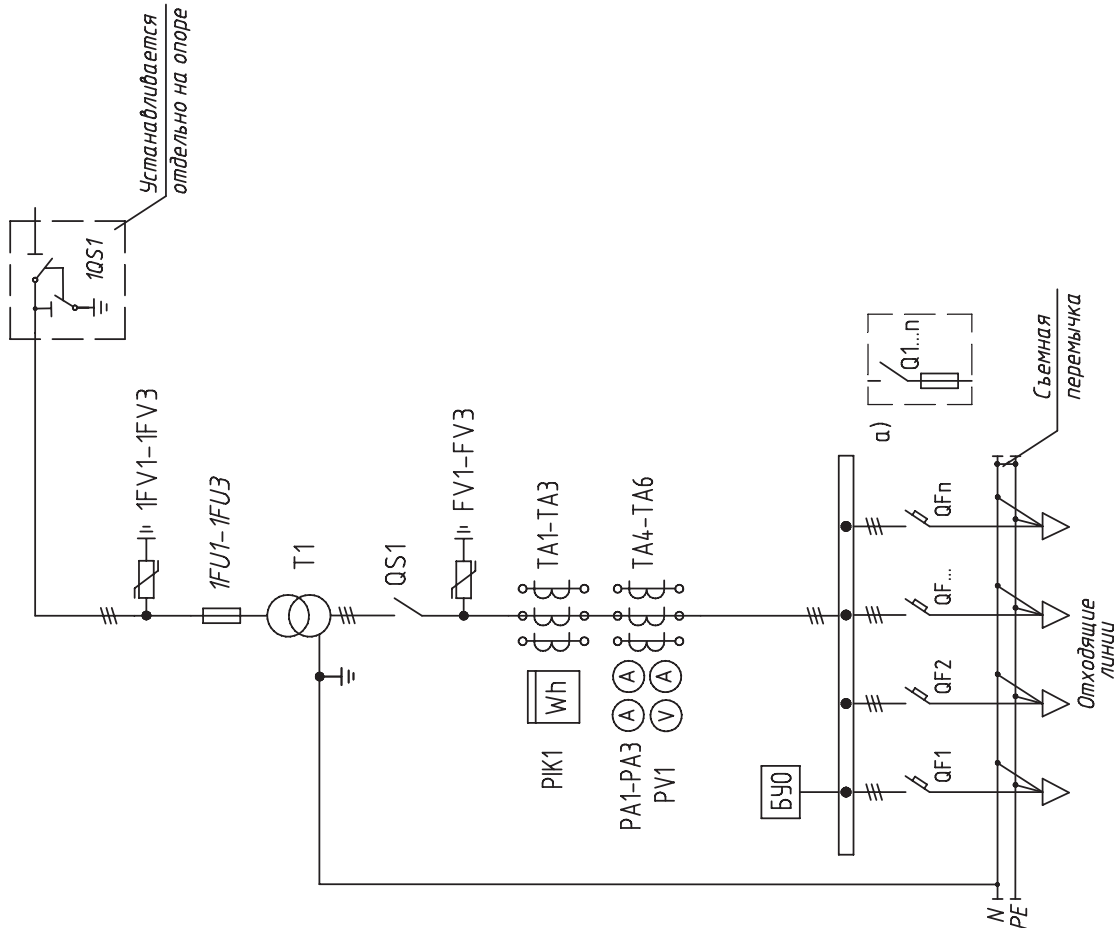 Устанавливается
отдельно на опоре
1QS1
1FV1-1FV3
1FU1-1FU3
T1
QS1
FV1-FV3
TA1-TA3
Wh
PIK1
TA4-TA6
A
A
A
V
PA1-PA3
PV1
БУО
Q1...n
а)
QF1
QF2
QF...
QFn
Съемная
перемычка
Отходящие
линии
N
PE